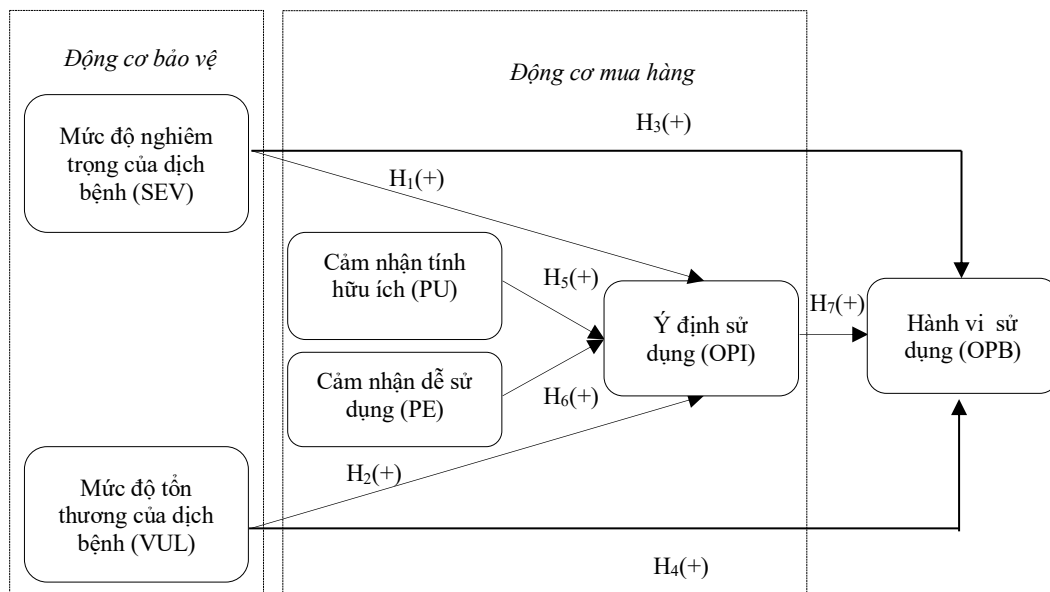 Động cơ bảo vệ
Động cơ mua hàng
Mức độ nghiêm
trọng của dịch
bệnh (SEV)
H₃(+)
H₁(+)
Cảm nhận tính
hữu ích (PU)
H₅(+)
Ý định sử
dụng (OPI)
H₇(+)
Hành vi sử
dụng (OPB)
Cảm nhận dễ sử
dụng (PE)
H₆(+)
H₂(+)
Mức độ tổn
thương của dịch
bệnh (VUL)
H₄(+)